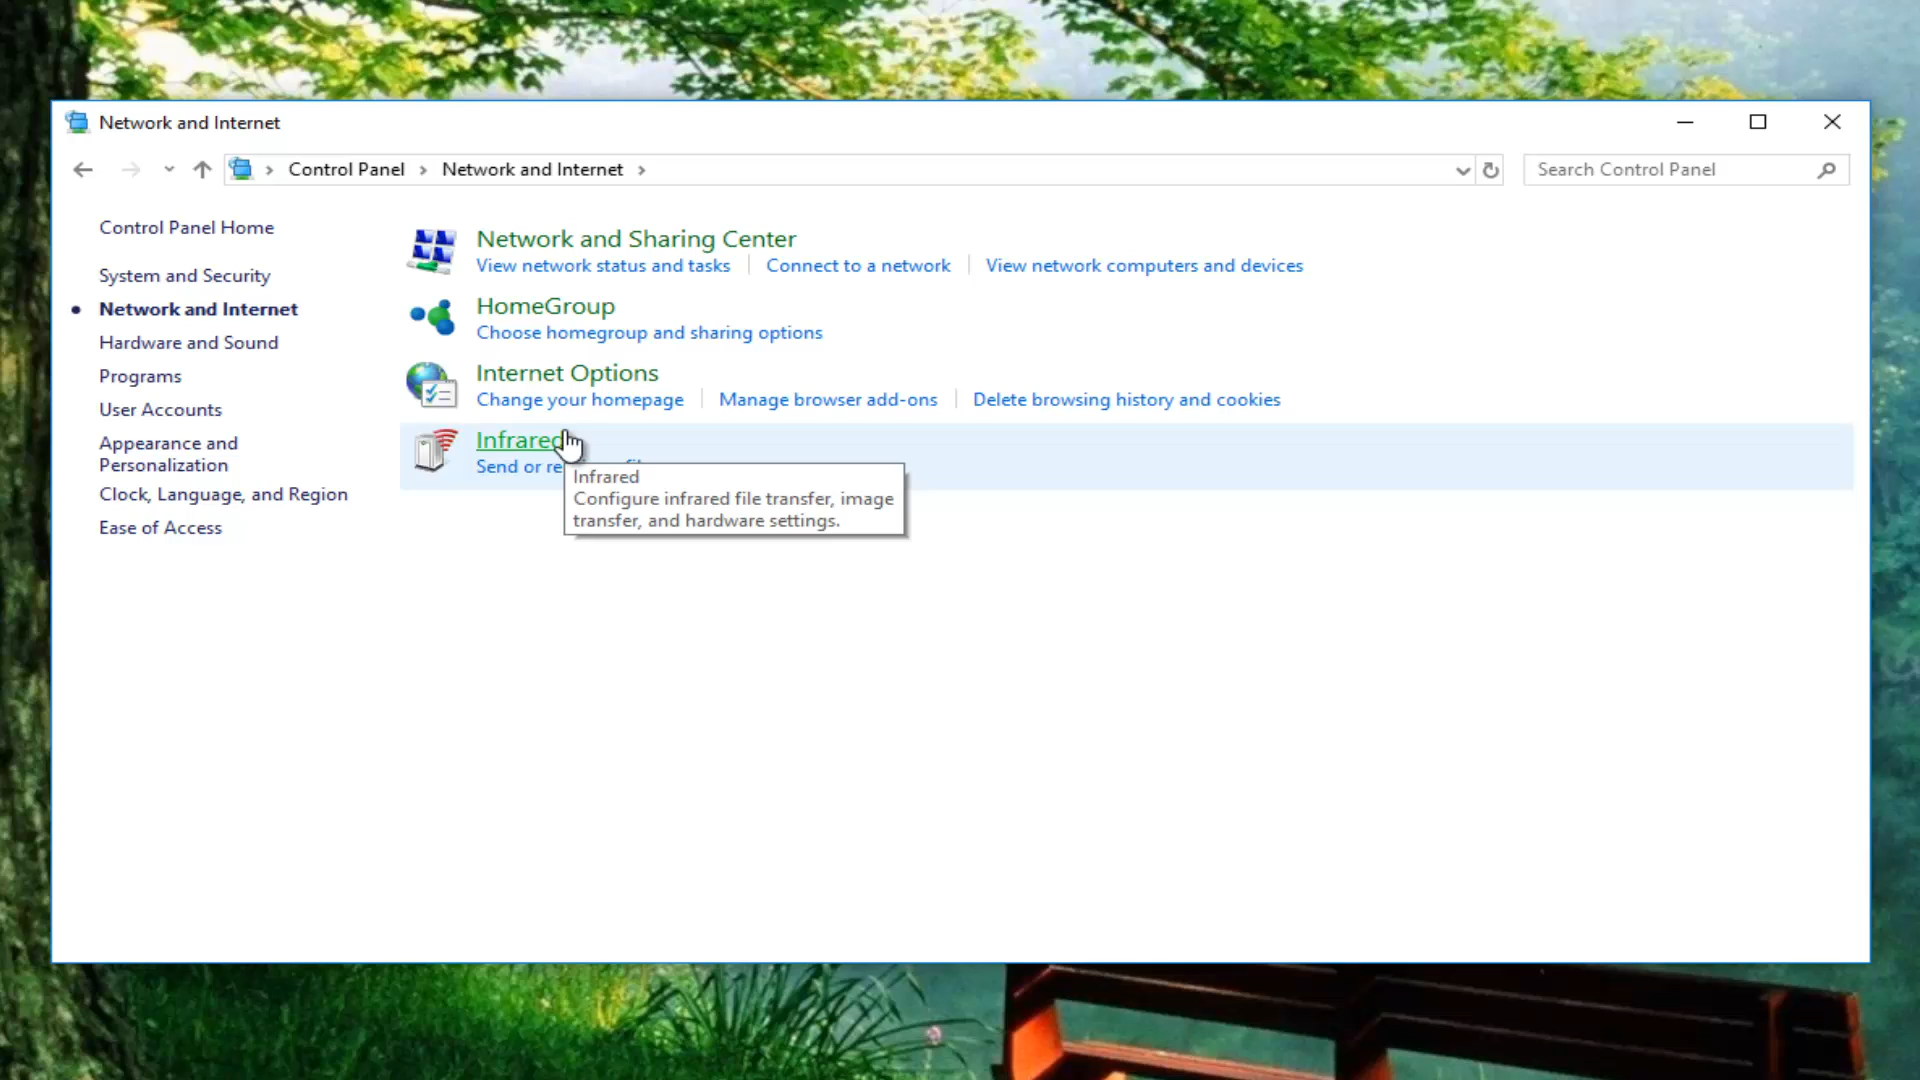 Network and Internet
Control Panel > Network and Internet >
Search Control Panel
Control Panel Home
System and Security
Network and Internet
Hardware and Sound
Programs
User Accounts
Appearance and
Personalization
Clock, Language, and Region
Ease of Access
Network and Sharing Center
View network status and tasks
Connect to a network
View network computers and devices
HomeGroup
Choose homegroup and sharing options
Internet Options
Change your homepage
Manage browser add-ons
Delete browsing history and cookies
Infrared
Send or
Infrared
Configure infrared file transfer, image
transfer, and hardware settings.